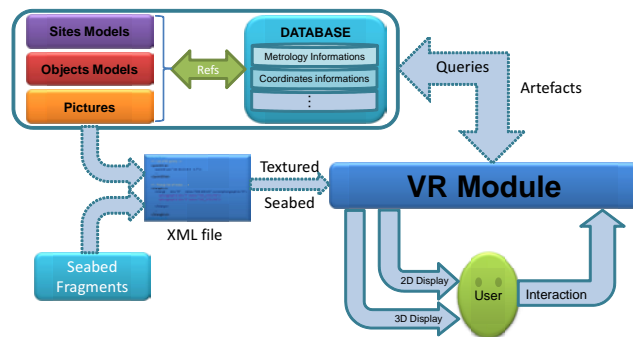 Sites Models
Objects Models
Pictures
Refs
DATABASE
Metrology Informations
Coordinates informations
⋮
Queries
Artefacts
XML file
Textured
Seabed
VR Module
Seabed
Fragments
2D Display
3D Display
User
Interaction